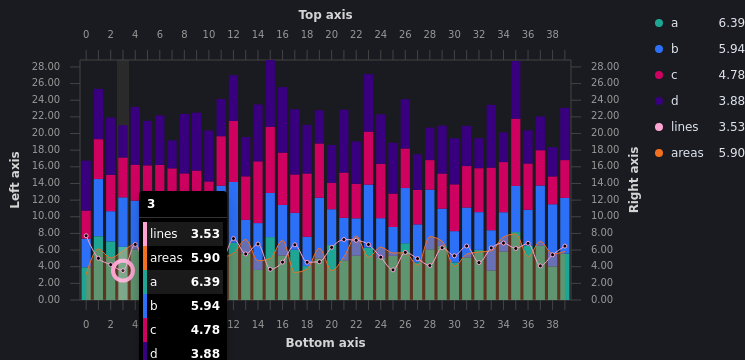 Top axis
0 2 4 6 8 10 12 14 16 18 20 22 24 26 28 30 32 34 36 38
28.00 28.00
26.00 26.00
24.00 24.00
22.00 22.00
20.00 20.00
18.00 18.00
16.00 16.00
14.00 14.00
12.00 12.00
10.00 10.00
8.00 8.00
6.00 6.00
4.00 4.00
2.00 2.00
0.00 0.00
Left axis
Right axis
0 2 4 12 14 16 18 20 22 24 26 28 30 32 34 36 38
Bottom axis
3
lines 3.53
areas 5.90
a 6.39
b 5.94
c 4.78
d 3.88
a 6.39
b 5.94
c 4.78
d 3.88
lines 3.53
areas 5.90